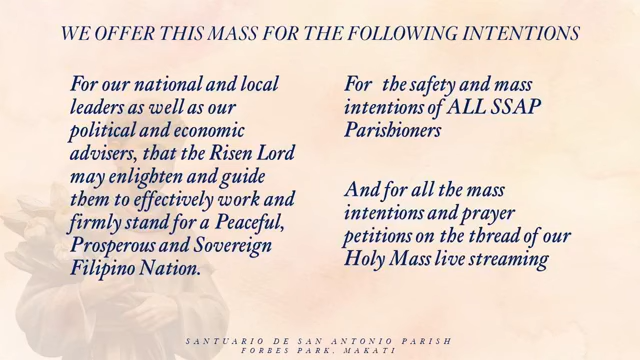 WE OFFER THIS MASS FOR THE FOLLOWING INTENTIONS
For our national and local
leaders as well as our
political and economic
advisers, that the Risen Lord
may enlighten and guide
them to effectively work and
firmly stand for a Peaceful,
Prosperous and Sovereign
Filipino Nation.
For the safety and mass
intentions of ALL SSAP
Parishioners
And for all the mass
intentions and prayer
petitions on the thread of our
Holy Mass live streaming
SANTUARIO DE SAN ANTONIO PARISH
FORBES PARK. MAKATI